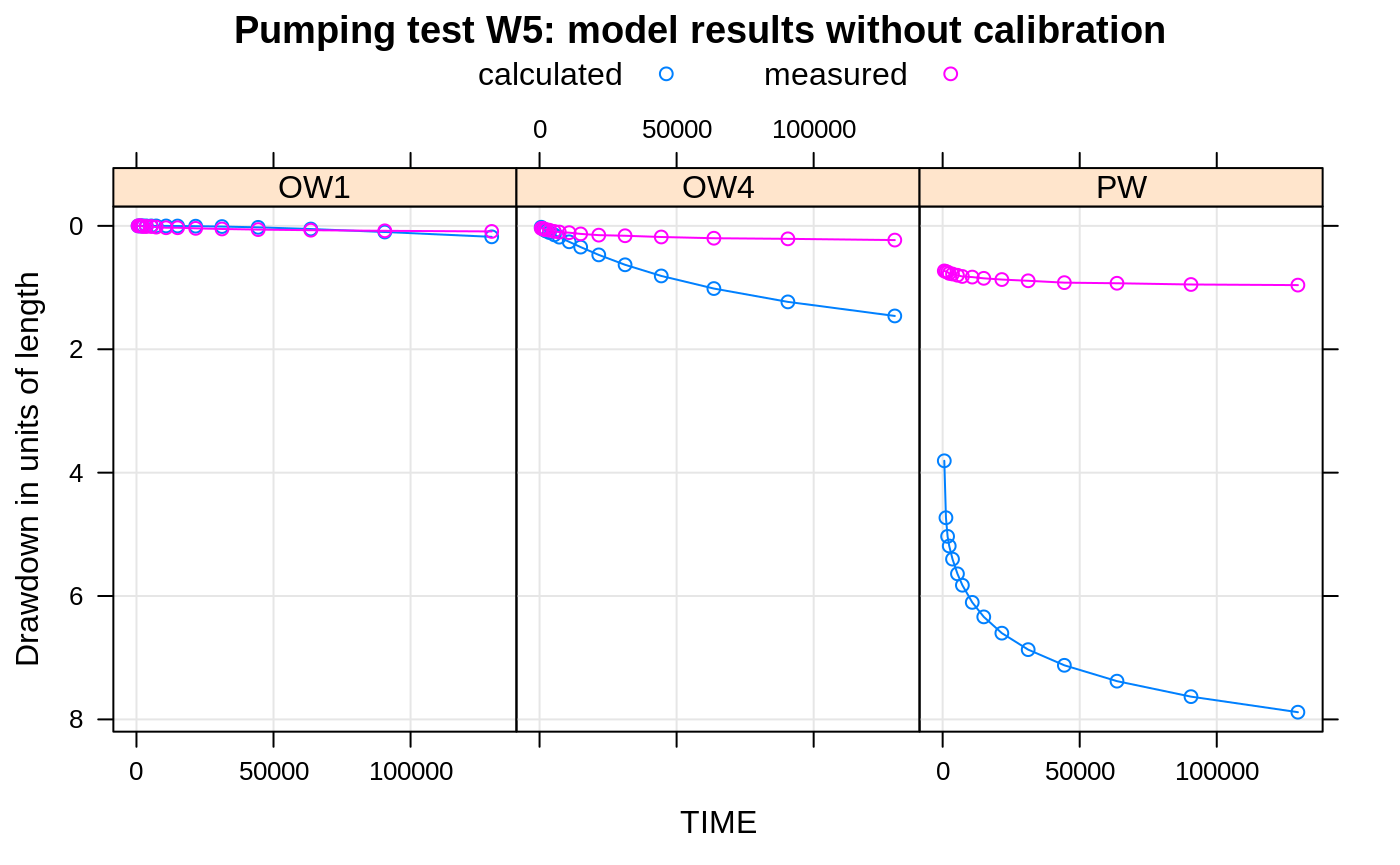 Pumping test W5: model results without calibration
calculated measured
0 50000 100000
OW1 OW4 PW
0
2
4
6
8
Drawdown in units of length
0 50000 100000 0 50000 100000
TIME